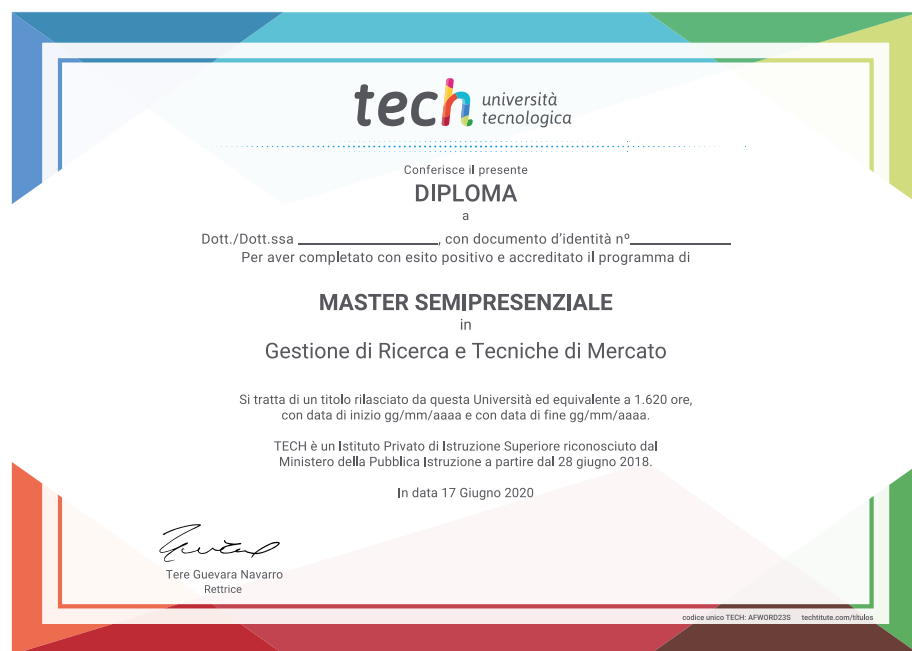 tech università
tecnologica
Conferisce il presente
DIPLOMA
a
Dott./Dott.ssa ____________________, con documento d'identità nº______________
Per aver completato con esito positivo e accreditato il programma di
MASTER SEMIPRESENZIALE
in
Gestione di Ricerca e Tecniche di Mercato
Si tratta di un titolo rilasciato da questa Università ed equivalente a 1.620 ore,
con data di inizio gg/mm/aaaa e con data di fine gg/mm/aaaa.
TECH è un Istituto Privato di Istruzione Superiore riconosciuto dal
Ministero della Pubblica Istruzione a partire dal 28 giugno 2018.
In data 17 Giugno 2020
Tere Guevara Navarro
Rettrice
codice unico TECH: AFWORD23S techtitute.com/títulos